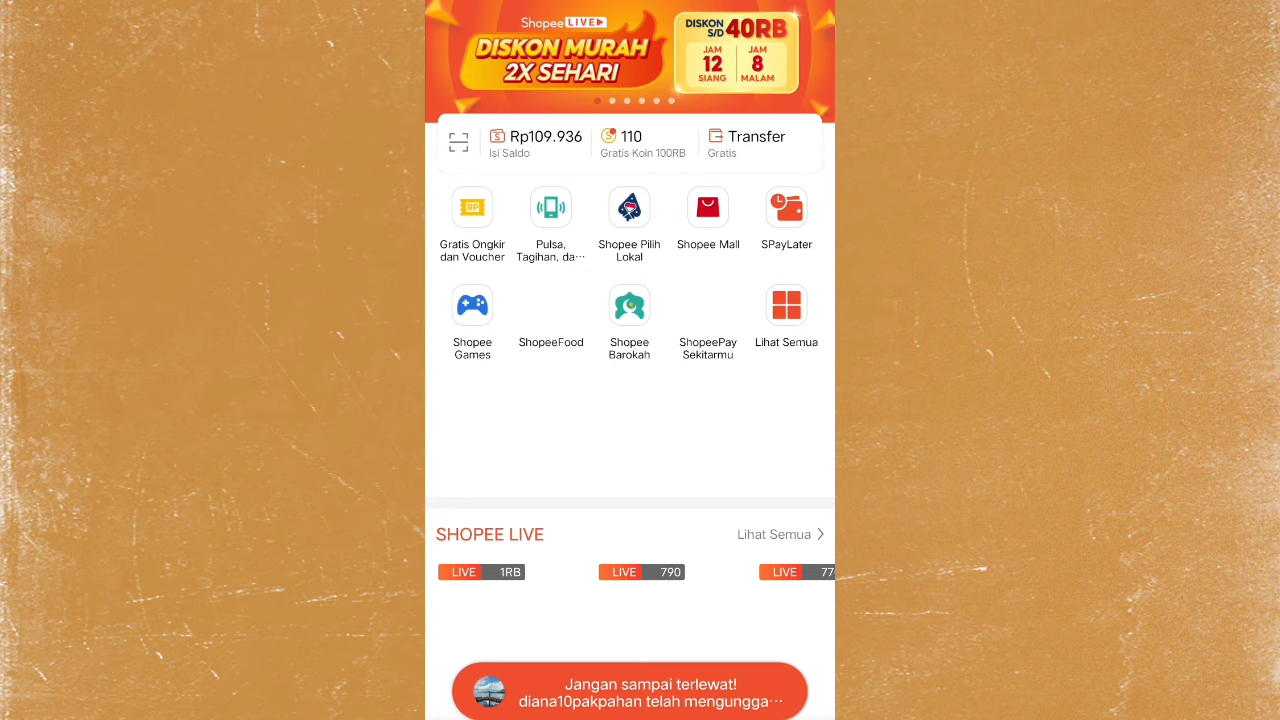 Shopee LIVE
DISKON MURAH
2X SEHARI
DISKON S/D 40RB
JAM 12 SIANG
JAM 8 MALAM
Rp109.936
Isi Saldo
110
Gratis Koin 100RB
Transfer
Gratis
Gratis Ongkir
dan Voucher
Pulsa,
Tagihan, da…
Shopee Pilih
Lokal
Shopee Mall
SPayLater
Shopee
Games
ShopeeFood
Shopee
Barokah
ShopeePay
Sekitarmu
Lihat Semua
SHOPEE LIVE
Lihat Semua
LIVE 1RB
LIVE 790
LIVE 77
Jangan sampai terlewat!
diana10pakpahan telah mengungga…